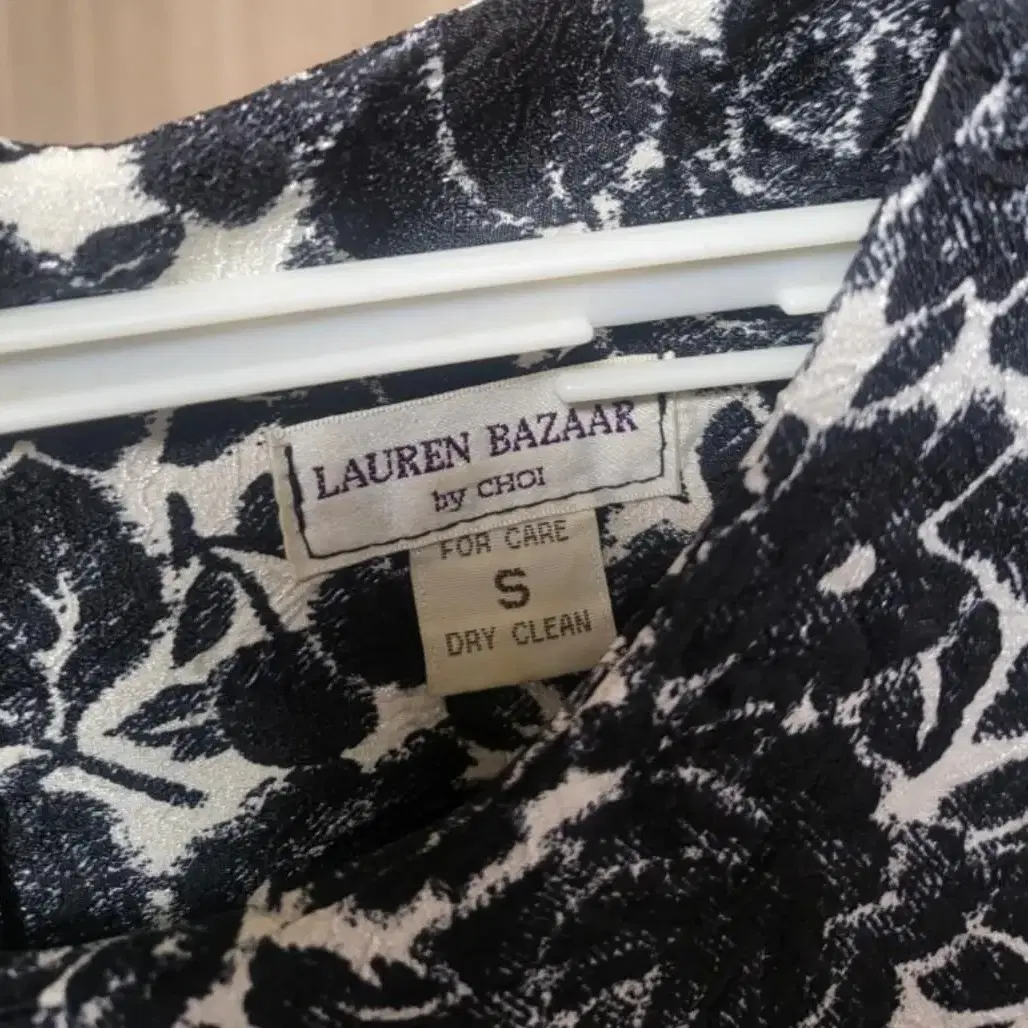 LAUREN BAZAAR
by CHOI
FOR CARE
S
DRY CLEAN